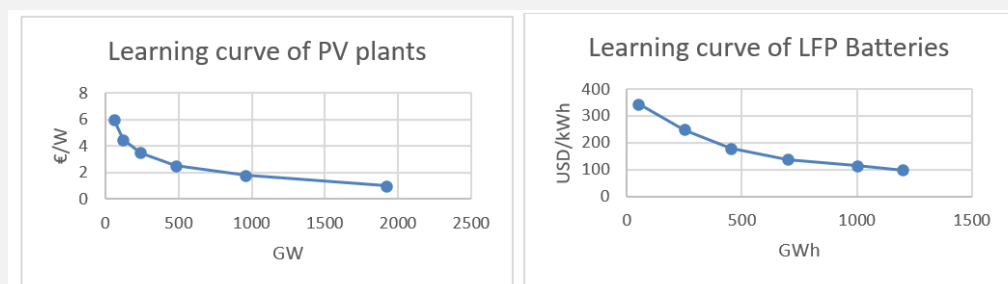 Learning curve of PV plants
8
6
4
2
0
€/W
0 500 1000 1500 2000 2500
GW
Learning curve of LFP Batteries
400
300
200
100
0
USD/kWh
0 500 1000 1500
GWh